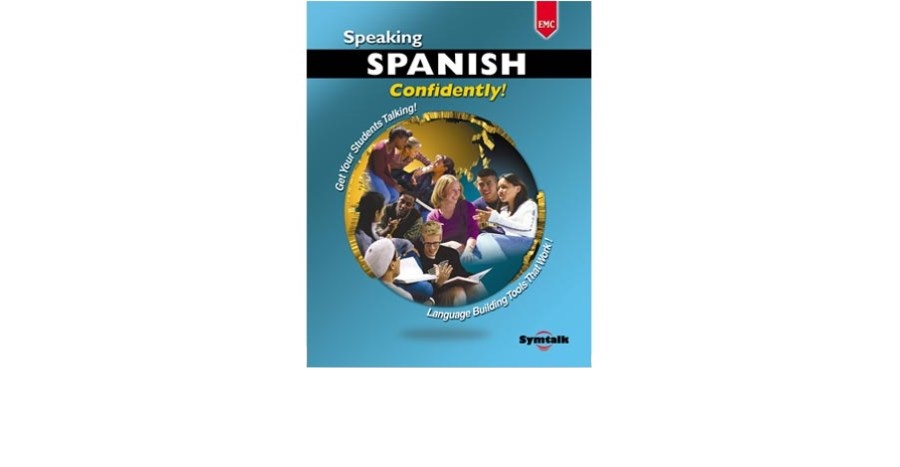 EMC
Speaking
SPANISH
Confidently!
Get Your Students Talking!
Language Building Tools That Work!
Symtalk